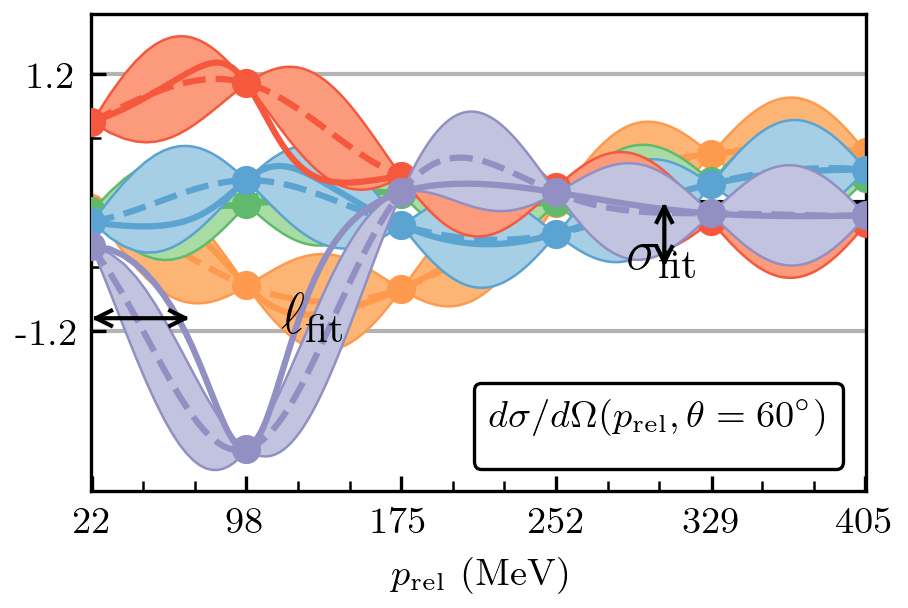 1.2
σfit
ℓfit
-1.2
dσ/dΩ(prel, θ = 60°)
22 98 175 252 329 405
prel (MeV)